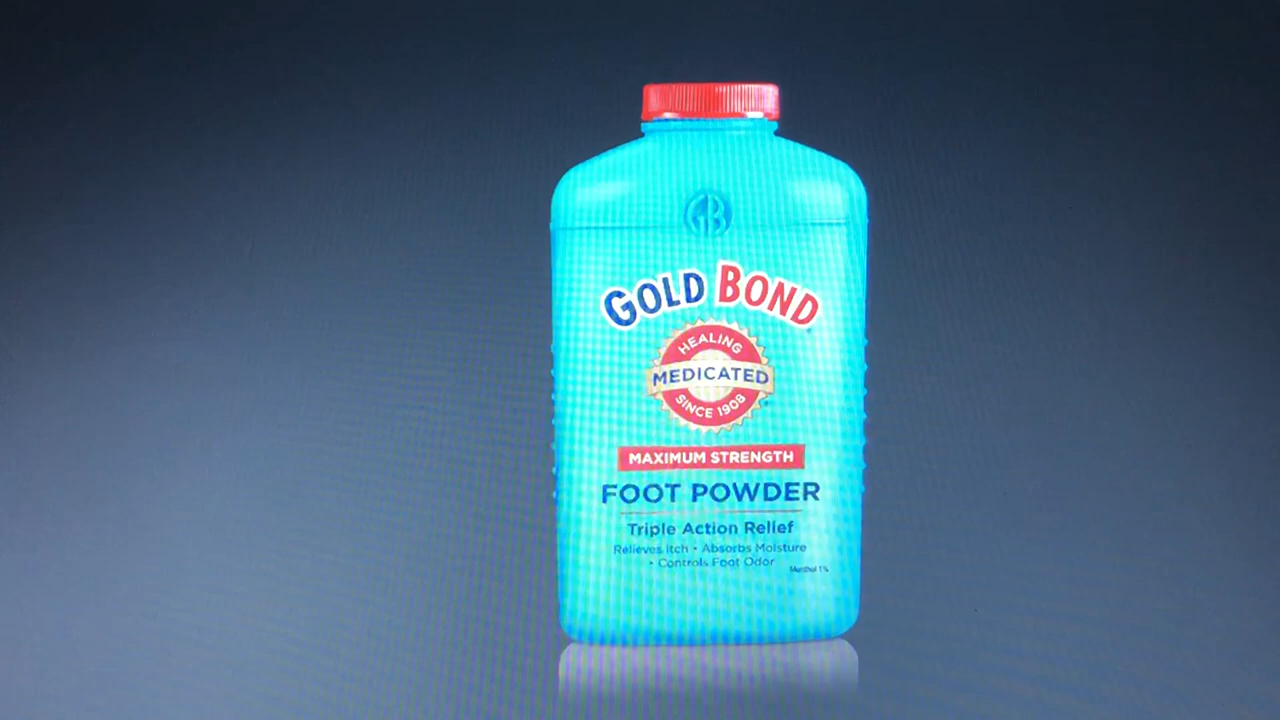 GB
GOLD BOND
HEALING
MEDICATED
SINCE 1908
MAXIMUM STRENGTH
FOOT POWDER
Triple Action Relief
Relieves Itch • Absorbs Moisture
• Controls Foot Odor
Menthol 1%